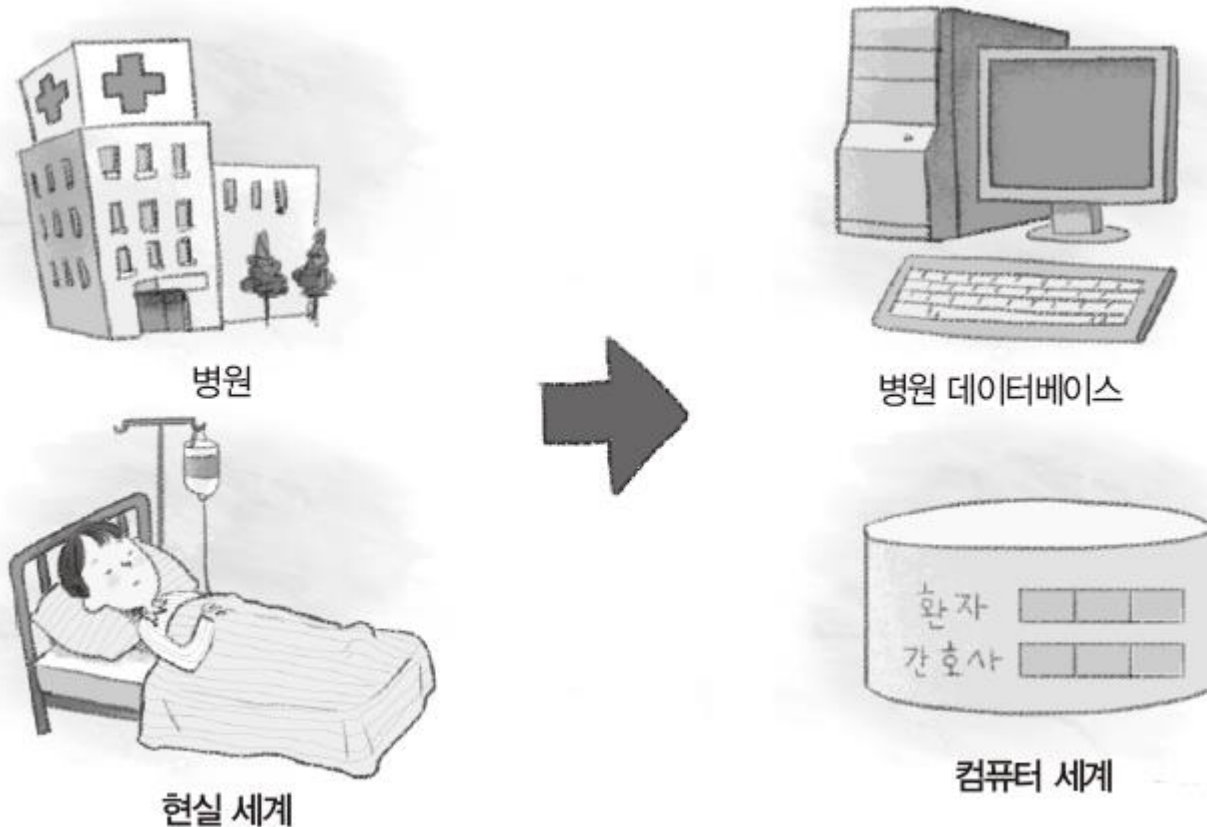 병원
병원 데이터베이스
환자
간호사
현실 세계
컴퓨터 세계